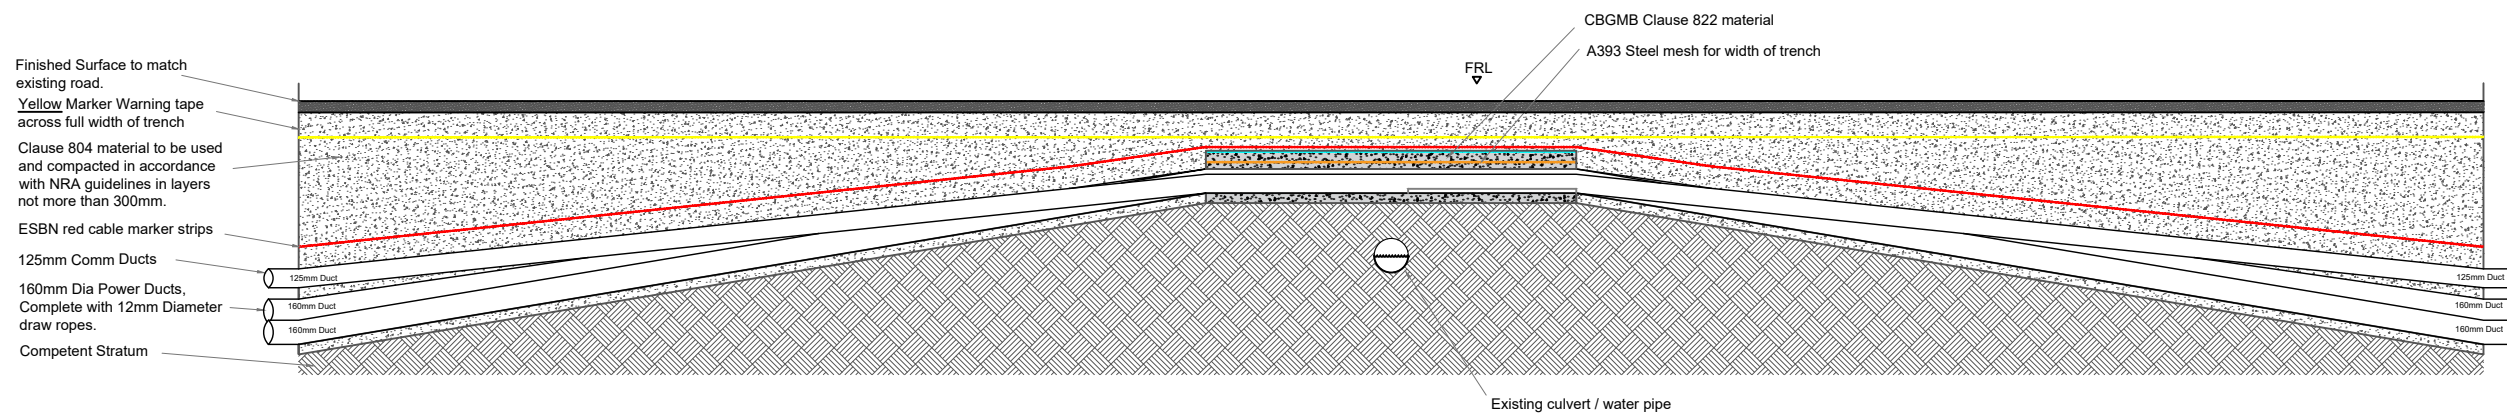 CBGMB Clause 822 material
A393 Steel mesh for width of trench
FRL
Finished Surface to match
existing road.
Yellow Marker Warning tape
across full width of trench
Clause 804 material to be used
and compacted in accordance
with NRA guidelines in layers
not more than 300mm.
ESBN red cable marker strips
125mm Comm Ducts
160mm Dia Power Ducts,
Complete with 12mm Diameter
draw ropes.
Competent Stratum
125mm Duct
160mm Duct
160mm Duct
125mm Duct
160mm Duct
160mm Duct
Existing culvert / water pipe